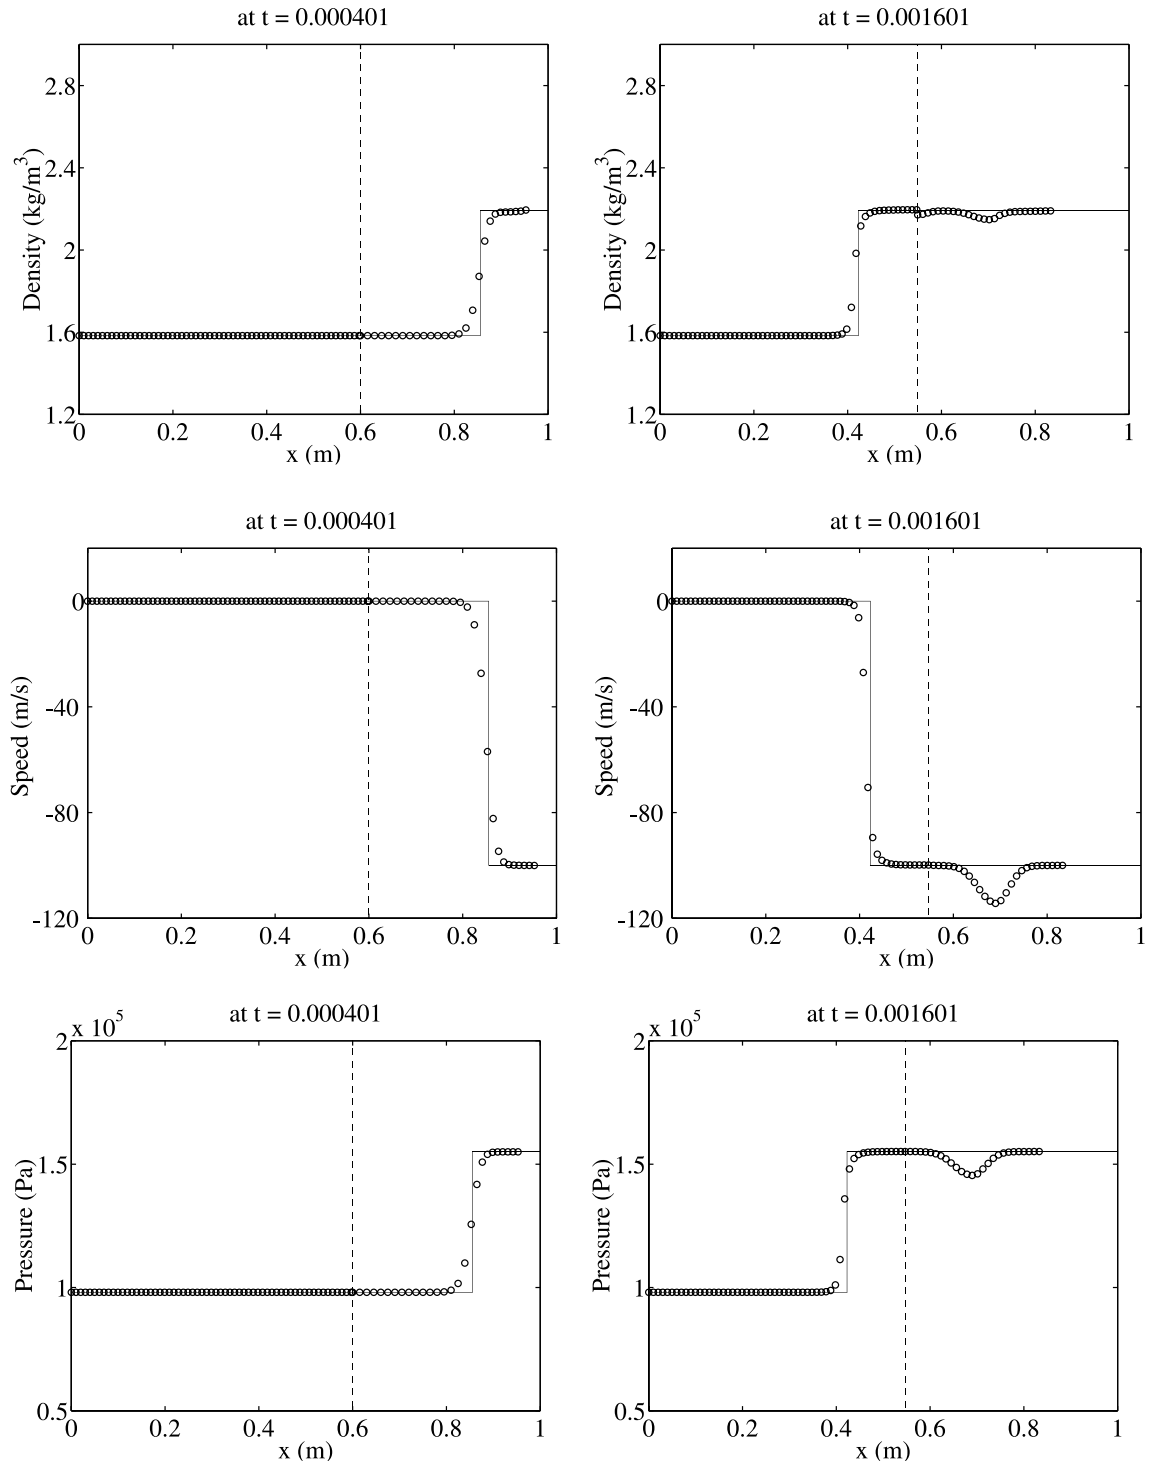 at t = 0.000401
at t = 0.001601
2.8
2.4
2
1.6
1.2
Density (kg/m³)
0 0.2 0.4 0.6 0.8 1
x (m)
2.8
2.4
2
1.6
1.2
Density (kg/m³)
0 0.2 0.4 0.6 0.8 1
x (m)
at t = 0.000401
at t = 0.001601
0
-40
-80
-120
Speed (m/s)
0 0.2 0.4 0.6 0.8 1
x (m)
0
-40
-80
-120
Speed (m/s)
0 0.2 0.4 0.6 0.8 1
x (m)
at t = 0.000401
at t = 0.001601
x 10⁵
2
1.5
1
0.5
Pressure (Pa)
0 0.2 0.4 0.6 0.8 1
x (m)
x 10⁵
2
1.5
1
0.5
Pressure (Pa)
0 0.2 0.4 0.6 0.8 1
x (m)